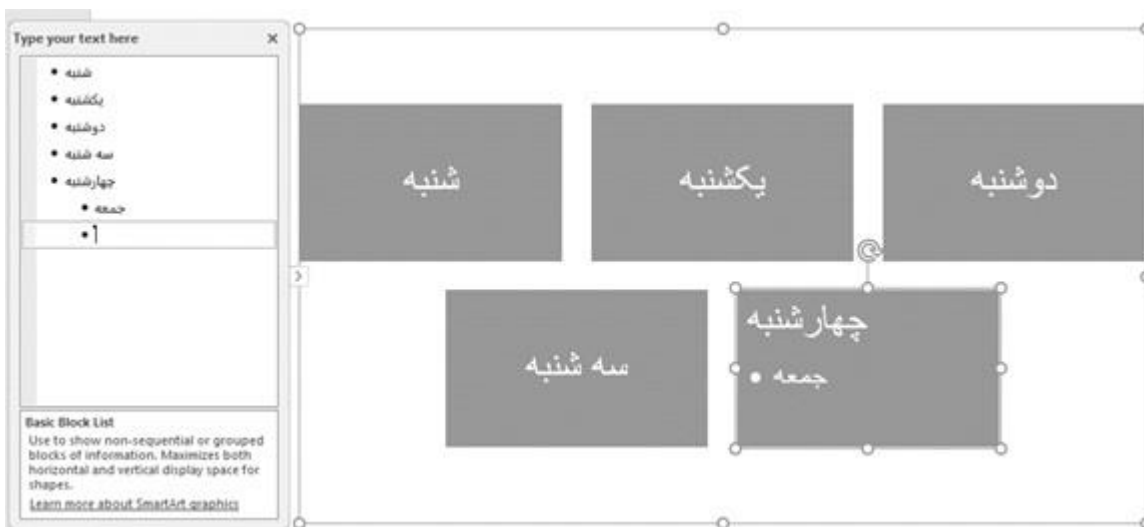 Type your text here
شنبه
یکشنبه
دوشنبه
سه شنبه
چهارشنبه
جمعه
Basic Block List
Use to show non-sequential or grouped
blocks of information. Maximizes both
horizontal and vertical display space for
shapes.
Learn more about SmartArt graphics
شنبه
یکشنبه
دوشنبه
سه شنبه
چهارشنبه
جمعه